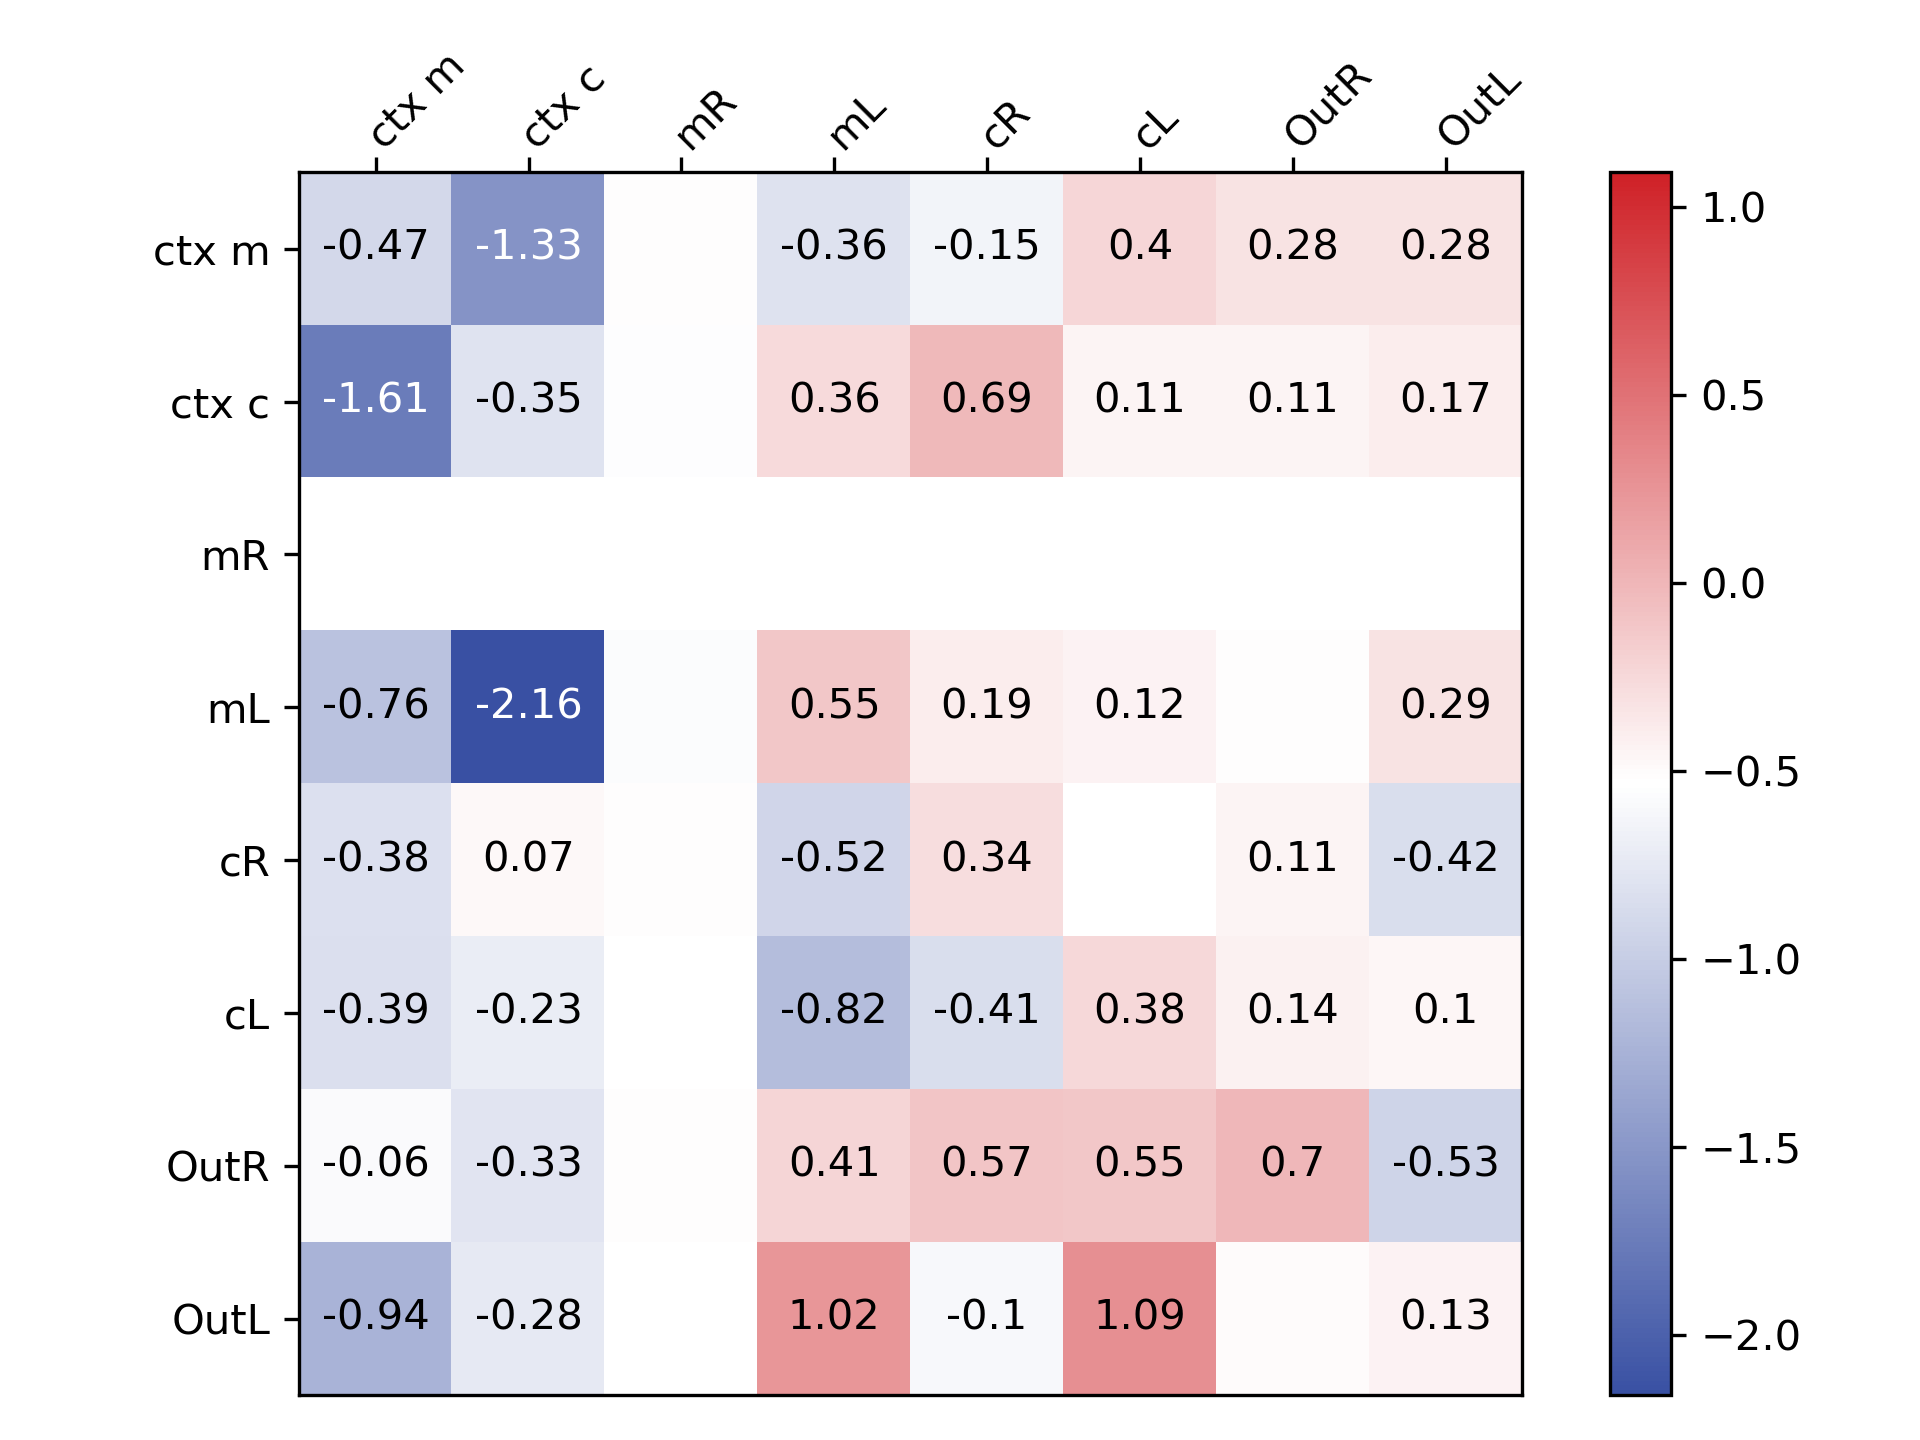 ctx m ctx c mR mL cR cL OutR OutL
ctx m -0.47 -1.33 -0.36 -0.15 0.4 0.28 0.28
ctx c -1.61 -0.35 0.36 0.69 0.11 0.11 0.17
mR
mL -0.76 -2.16 0.55 0.19 0.12 0.29
cR -0.38 0.07 -0.52 0.34 0.11 -0.42
cL -0.39 -0.23 -0.82 -0.41 0.38 0.14 0.1
OutR -0.06 -0.33 0.41 0.57 0.55 0.7 -0.53
OutL -0.94 -0.28 1.02 -0.1 1.09 0.13
1.0
0.5
0.0
−0.5
−1.0
−1.5
−2.0